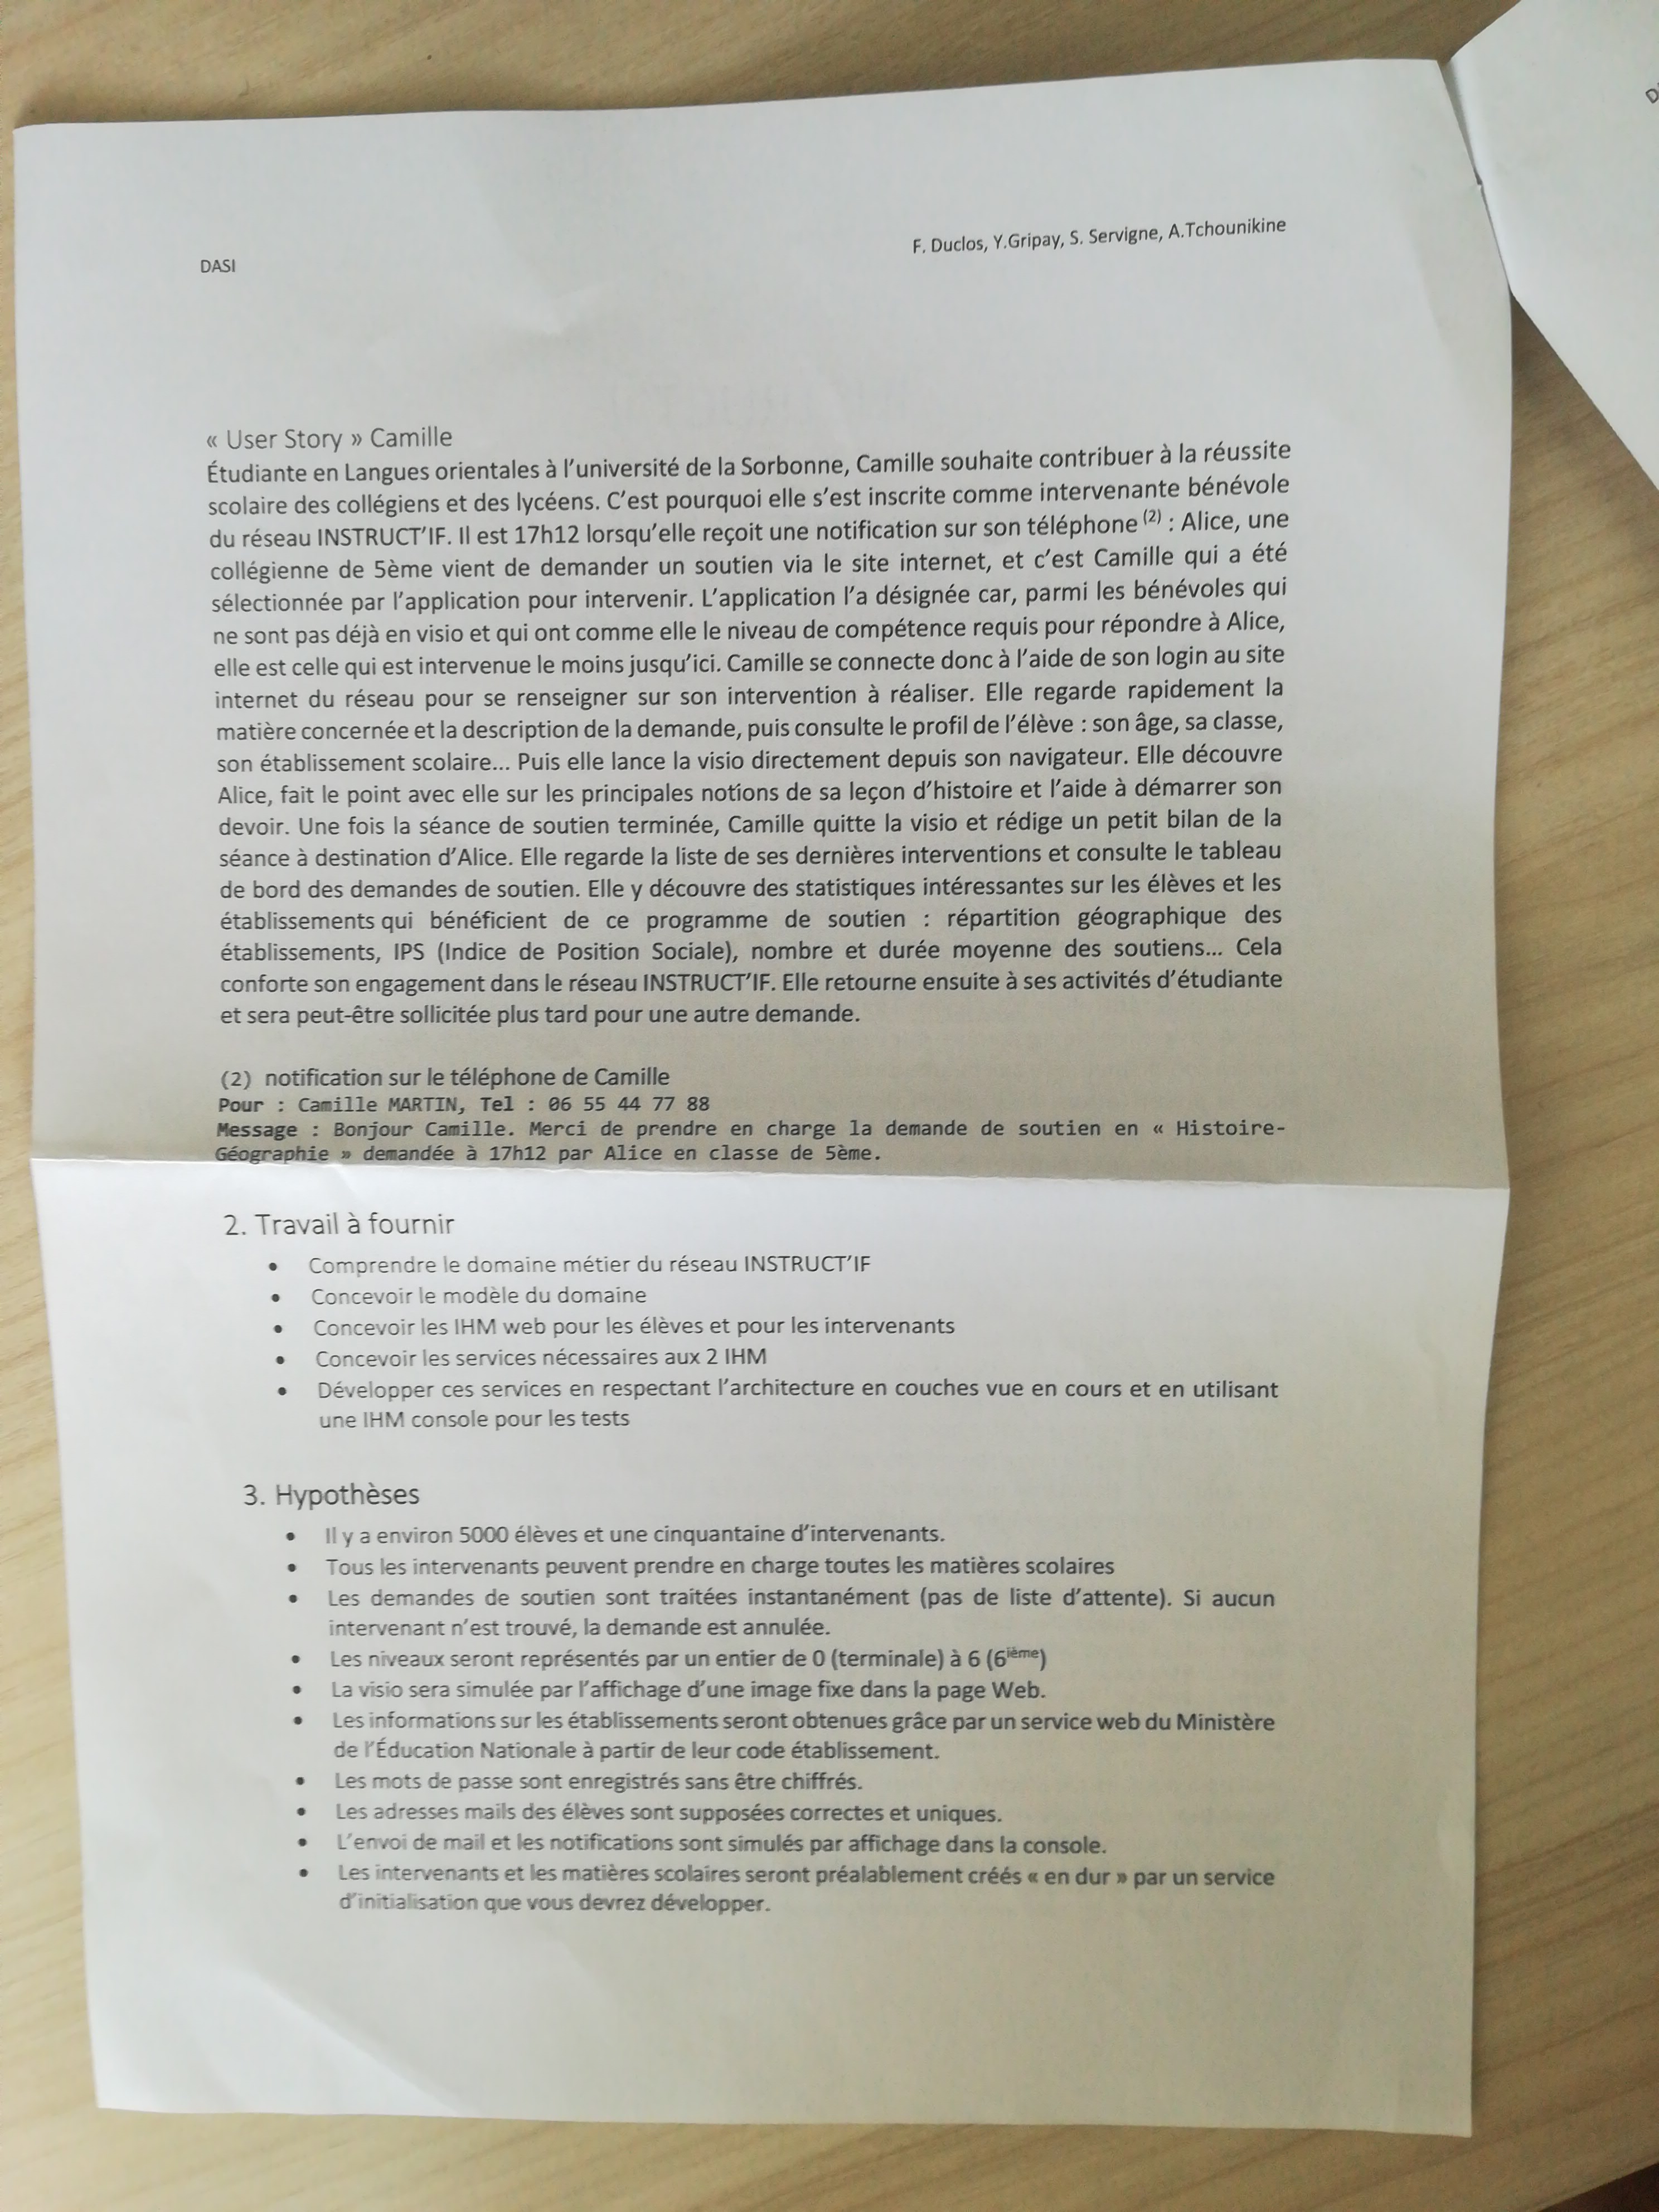 F. Duclos, Y.Gripay, S. Servigne, A.Tchounikine
DASI
« User Story » Camille
Étudiante en Langues orientales à l'université de la Sorbonne, Camille souhaite contribuer à la réussite
scolaire des collégiens et des lycéens. C'est pourquoi elle s'est inscrite comme intervenante bénévole
du réseau INSTRUCT'IF. Il est 17h12 lorsqu'elle reçoit une notification sur son téléphone (2) : Alice, une
collégienne de 5ème vient de demander un soutien via le site internet, et c'est Camille qui a été
sélectionnée par l'application pour intervenir. L'application l'a désignée car, parmi les bénévoles qui
ne sont pas déjà en visio et qui ont comme elle le niveau de compétence requis pour répondre à Alice,
elle est celle qui est intervenue le moins jusqu'ici. Camille se connecte donc à l'aide de son login au site
internet du réseau pour se renseigner sur son intervention à réaliser. Elle regarde rapidement la
matière concernée et la description de la demande, puis consulte le profil de l'élève : son âge, sa classe,
son établissement scolaire... Puis elle lance la visio directement depuis son navigateur. Elle découvre
Alice, fait le point avec elle sur les principales notions de sa leçon d'histoire et l'aide à démarrer son
devoir. Une fois la séance de soutien terminée, Camille quitte la visio et rédige un petit bilan de la
séance à destination d'Alice. Elle regarde la liste de ses dernières interventions et consulte le tableau
de bord des demandes de soutien. Elle y découvre des statistiques intéressantes sur les élèves et les
établissements qui bénéficient de ce programme de soutien : répartition géographique des
établissements, IPS (Indice de Position Sociale), nombre et durée moyenne des soutiens... Cela
conforte son engagement dans le réseau INSTRUCT'IF. Elle retourne ensuite à ses activités d'étudiante
et sera peut-être sollicitée plus tard pour une autre demande.
(2) notification sur le téléphone de Camille
Pour : Camille MARTIN, Tel : 06 55 44 77 88
Message : Bonjour Camille. Merci de prendre en charge la demande de soutien en « Histoire-
Géographie » demandée à 17h12 par Alice en classe de 5ème.
2. Travail à fournir
• Comprendre le domaine métier du réseau INSTRUCT'IF
• Concevoir le modèle du domaine
• Concevoir les IHM web pour les élèves et pour les intervenants
• Concevoir les services nécessaires aux 2 IHM
• Développer ces services en respectant l'architecture en couches vue en cours et en utilisant
une IHM console pour les tests
3. Hypothèses
• Il y a environ 5000 élèves et une cinquantaine d'intervenants.
• Tous les intervenants peuvent prendre en charge toutes les matières scolaires
• Les demandes de soutien sont traitées instantanément (pas de liste d'attente). Si aucun
intervenant n'est trouvé, la demande est annulée.
• Les niveaux seront représentés par un entier de 0 (terminale) à 6 (6ième)
• La visio sera simulée par l'affichage d'une image fixe dans la page Web.
• Les informations sur les établissements seront obtenues grâce par un service web du Ministère
de l'Éducation Nationale à partir de leur code établissement.
• Les mots de passe sont enregistrés sans être chiffrés.
• Les adresses mails des élèves sont supposées correctes et uniques.
• L'envoi de mail et les notifications sont simulés par affichage dans la console.
• Les intervenants et les matières scolaires seront préalablement créés « en dur » par un service
d'initialisation que vous devrez développer.